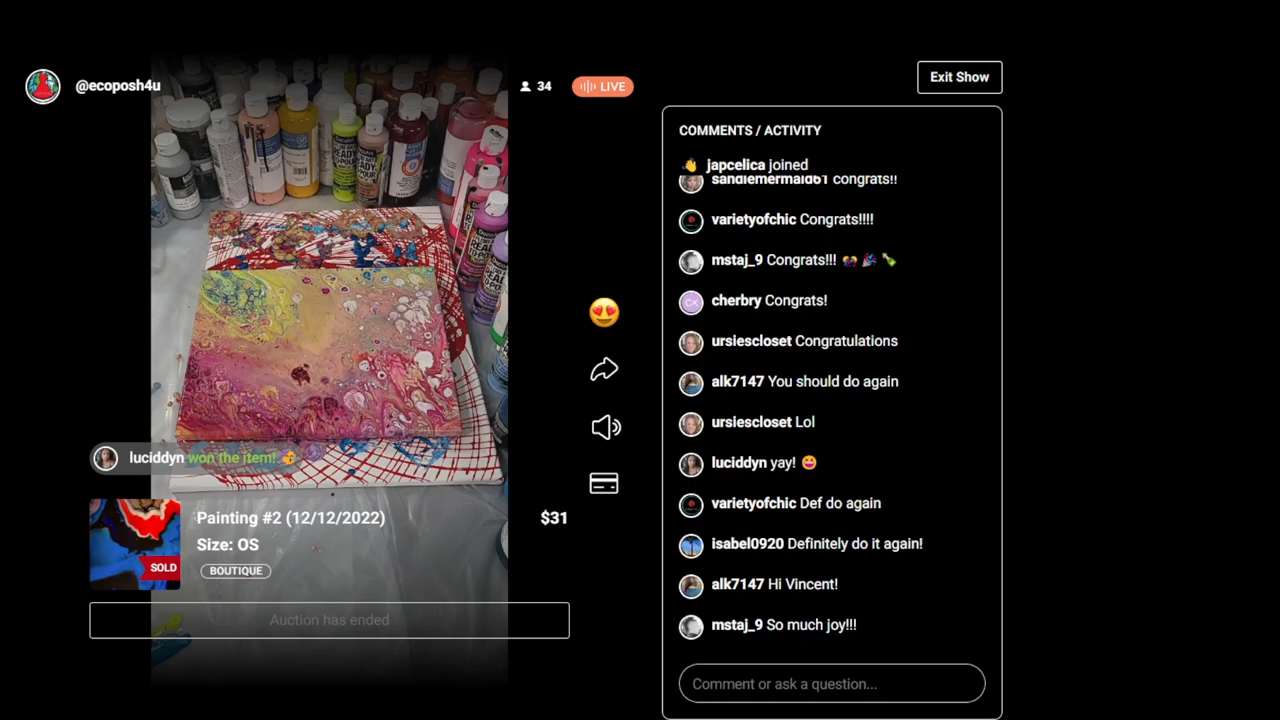 @ecoposh4u
34
LIVE
Exit Show
COMMENTS / ACTIVITY
japcelica joined
sandiemermaid61 congrats!!
varietyofchic Congrats!!!!
mstaj_9 Congrats!!!
CK
cherbry Congrats!
ursiescloset Congratulations
alk7147 You should do again
ursiescloset Lol
luciddyn yay!
varietyofchic Def do again
isabel0920 Definitely do it again!
alk7147 Hi Vincent!
mstaj_9 So much joy!!!
Comment or ask a question...
READY
luciddyn won the item!
Painting #2 (12/12/2022)
$31
Size: OS
SOLD
BOUTIQUE
Auction has ended